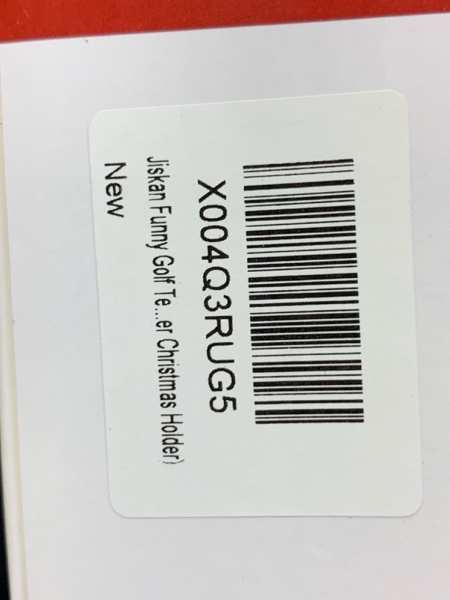 X004Q3RUG5
Jiskan Funny Golf Te...er Christmas Holder)
New